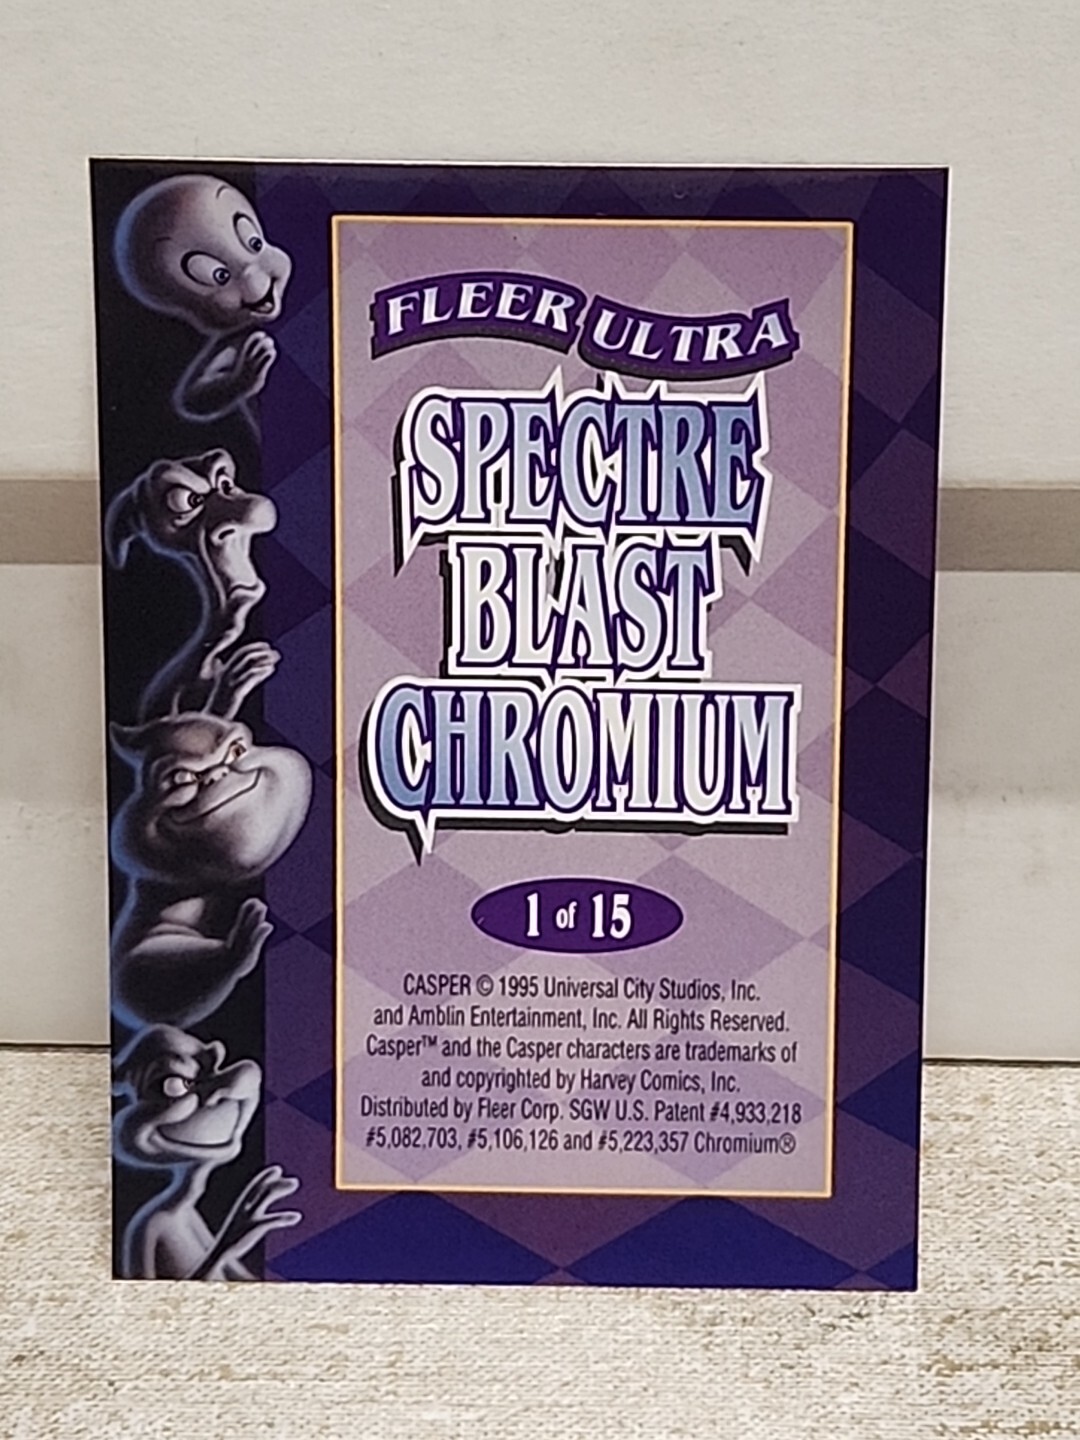 FLEER ULTRA
SPECTRE
BLAST
CHROMIUM
1 of 15
CASPER © 1995 Universal City Studios, Inc.
and Amblin Entertainment, Inc. All Rights Reserved.
Casper™ and the Casper characters are trademarks of
and copyrighted by Harvey Comics, Inc.
Distributed by Fleer Corp. SGW U.S. Patent #4,933,218
#5,082,703, #5,106,126 and #5,223,357 Chromium®